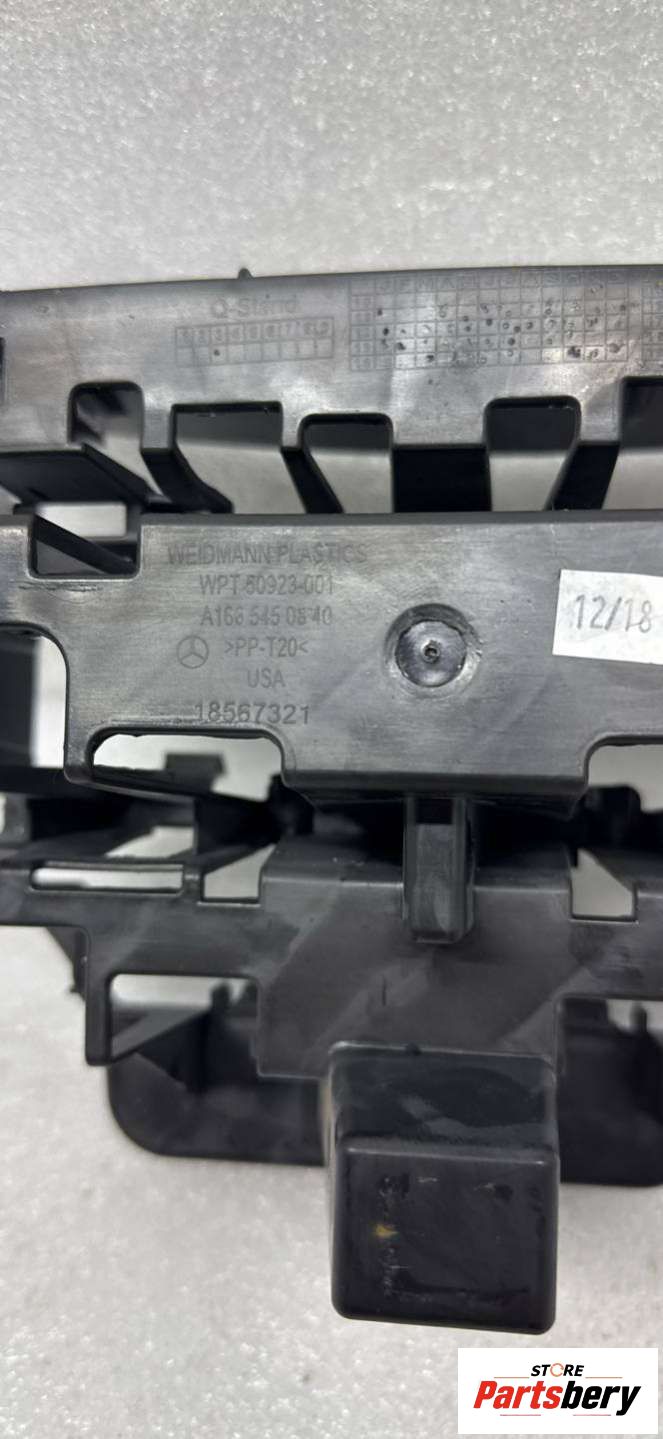 Q-Stand
WEIDMANN PLASTICS
WPT 60923-001
A166 545 08 40
>PP-T20<
USA
18567321
12/18
STORE
Partsbery